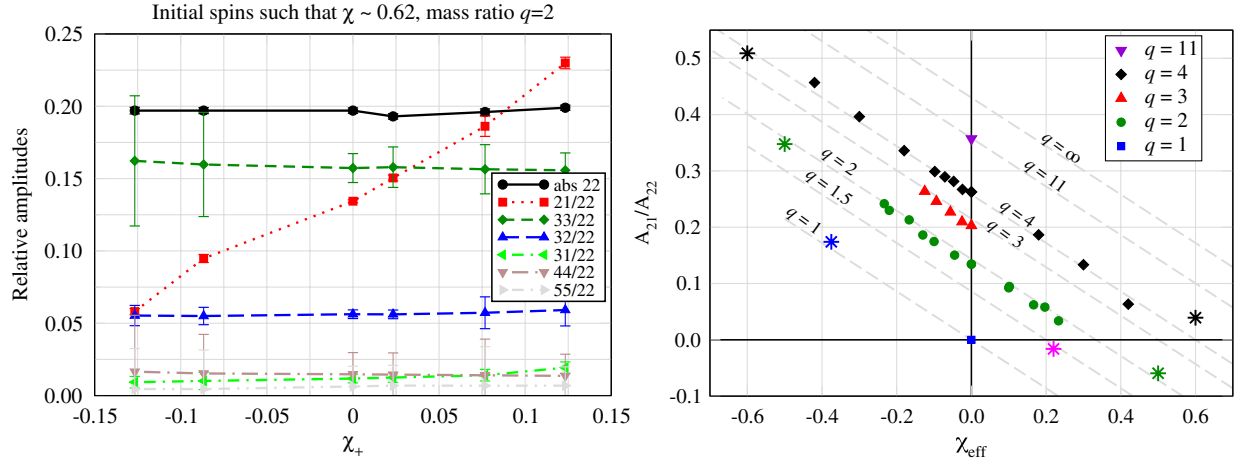 Initial spins such that χ ~ 0.62, mass ratio q=2
Relative amplitudes
0.25
0.20
0.15
0.10
0.05
0.00
abs 22
21/22
33/22
32/22
31/22
44/22
55/22
-0.15
-0.1
-0.05
0
0.05
0.1
0.15
χ+
A21/A22
0.5
0.4
0.3
0.2
0.1
0.0
-0.1
q = 11
q = 4
q = 3
q = 2
q = 1
q = ∞
q = 11
q = 4
q = 3
q = 2
q = 1.5
q = 1
-0.6
-0.4
-0.2
0.0
0.2
0.4
0.6
χeff